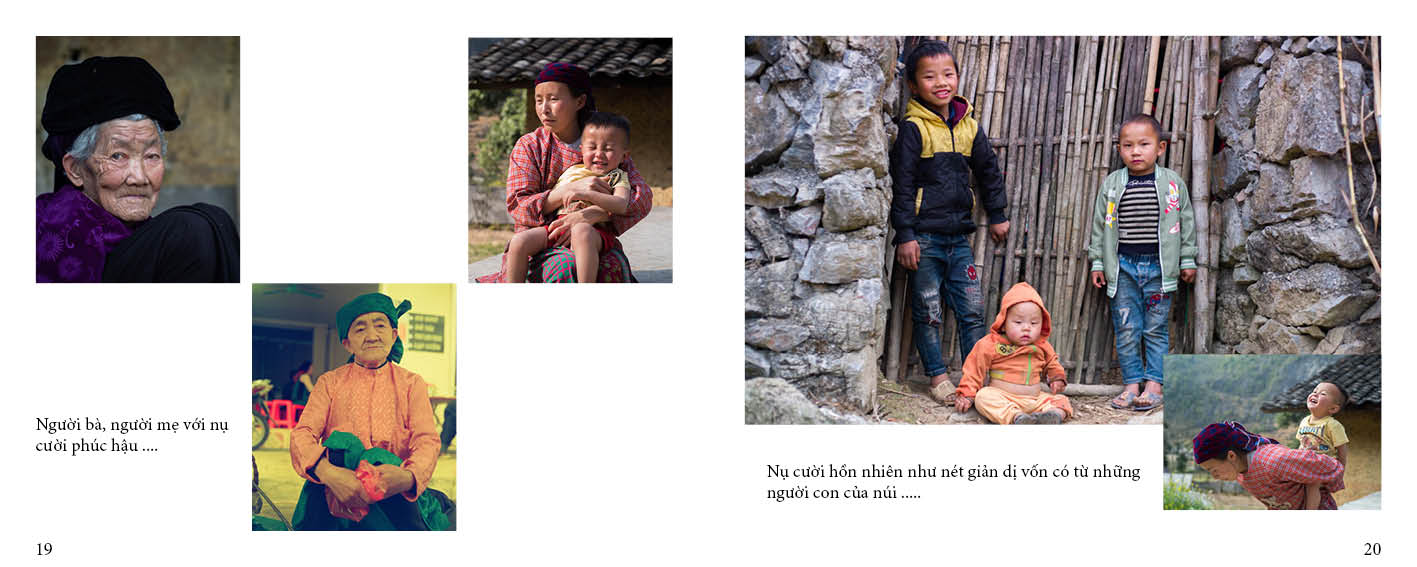 Người bà, người mẹ với nụ
cười phúc hậu ....
19
Nụ cười hồn nhiên như nét giản dị vốn có từ những
người con của núi .....
20